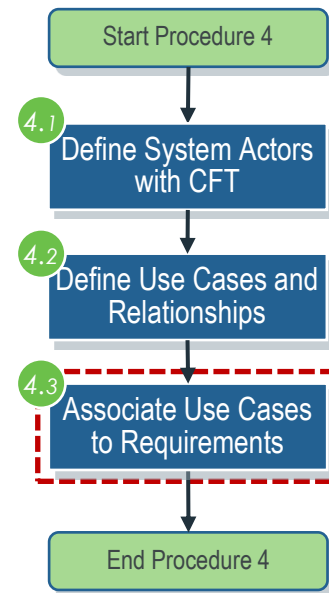 Start Procedure 4
4.1
Define System Actors
with CFT
4.2
Define Use Cases and
Relationships
4.3
Associate Use Cases
to Requirements
End Procedure 4